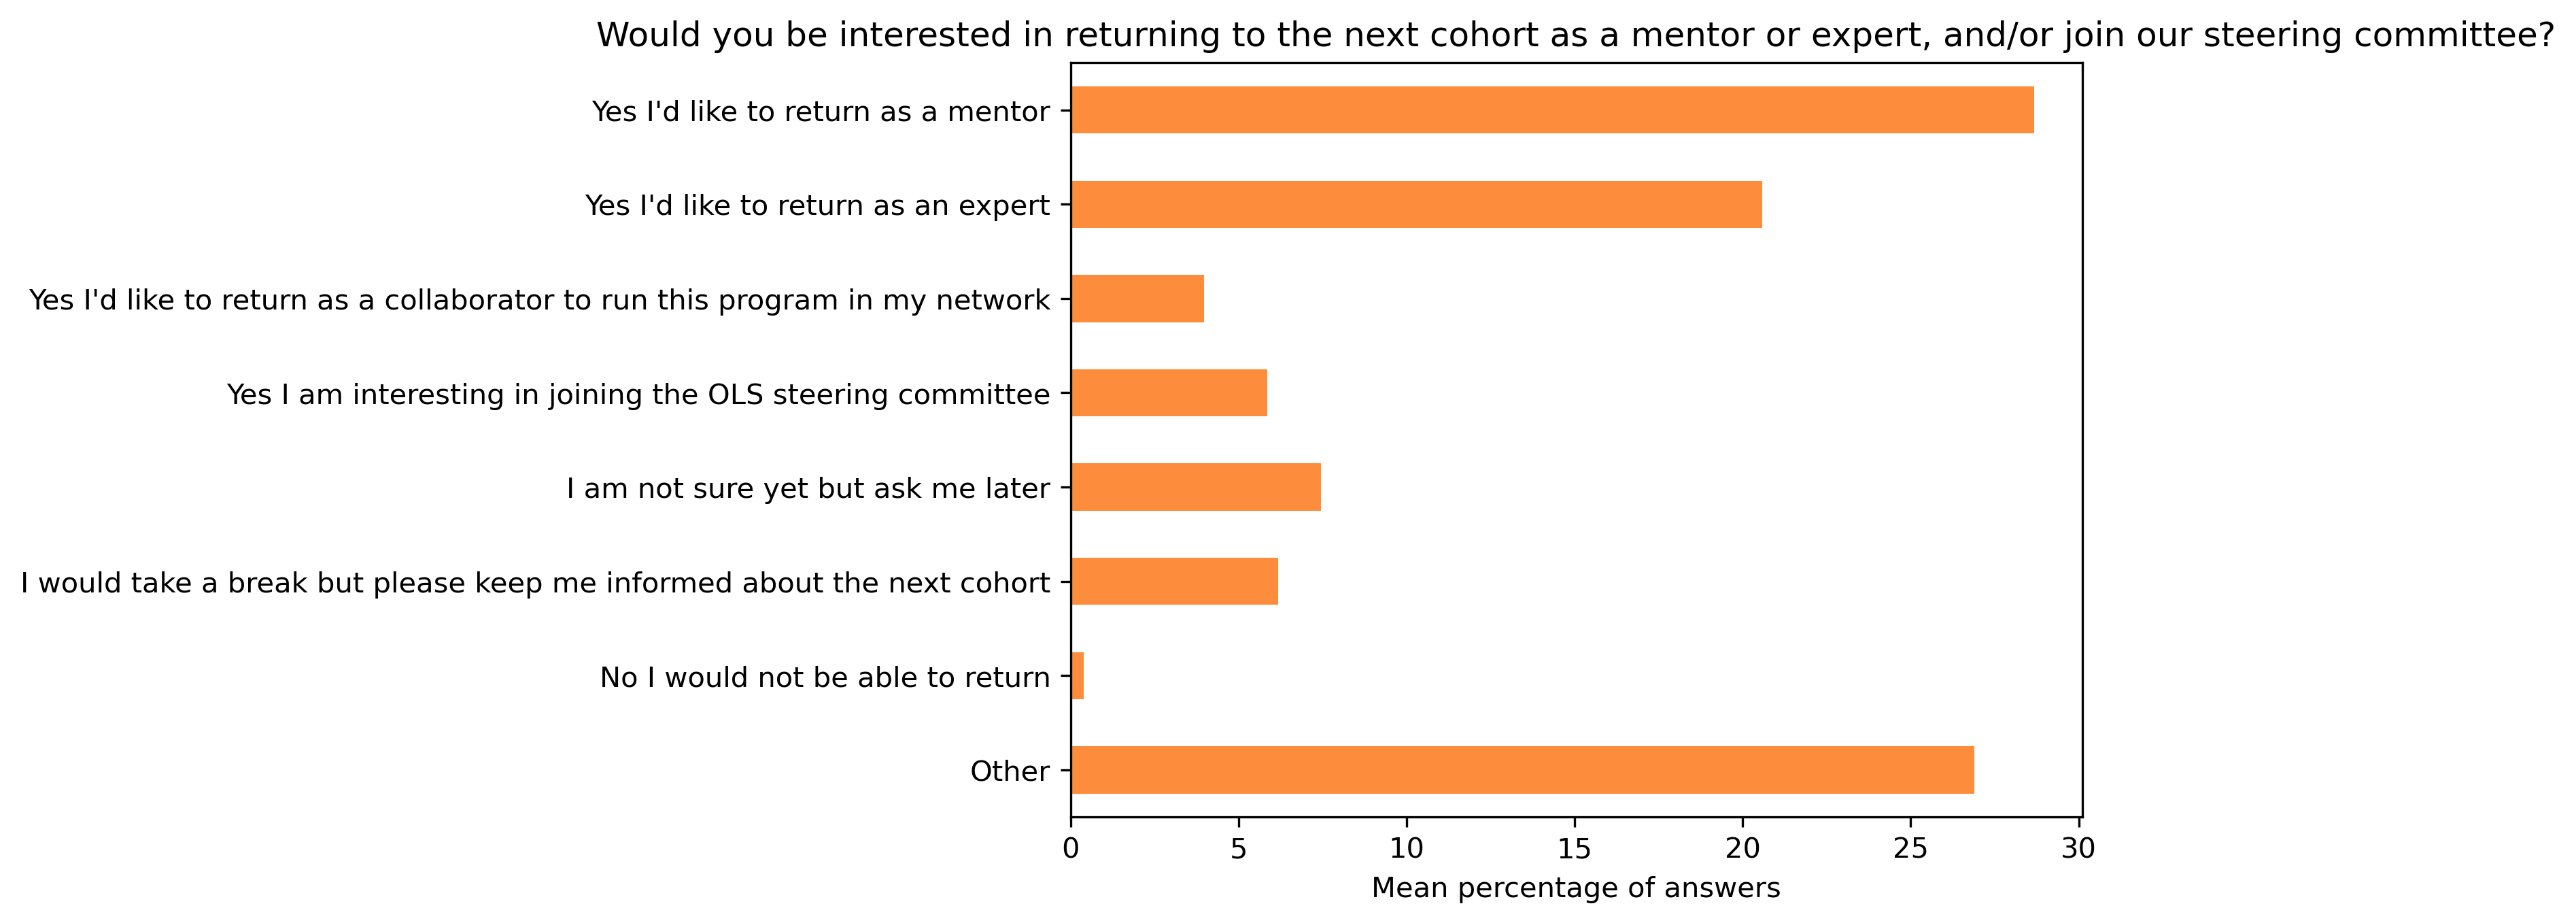 Would you be interested in returning to the next cohort as a mentor or expert, and/or join our steering committee?
Yes I'd like to return as a mentor
Yes I'd like to return as an expert
Yes I'd like to return as a collaborator to run this program in my network
Yes I am interesting in joining the OLS steering committee
I am not sure yet but ask me later
I would take a break but please keep me informed about the next cohort
No I would not be able to return
Other
0 5 10 15 20 25 30
Mean percentage of answers